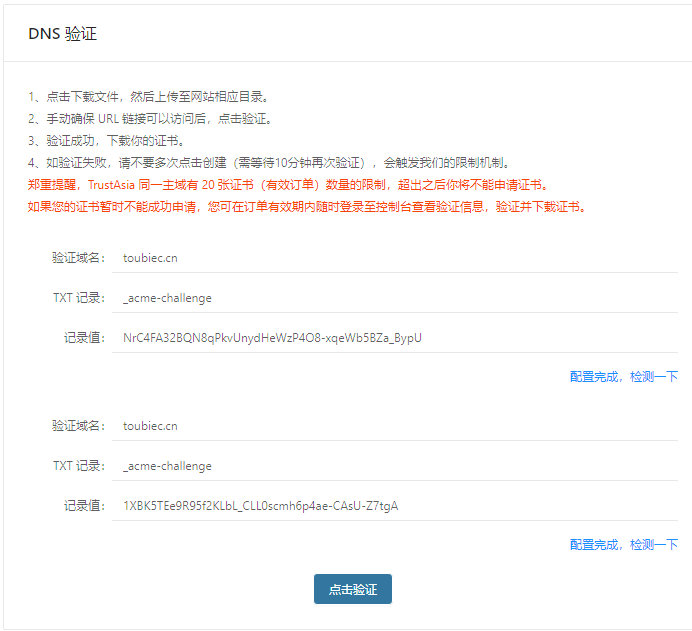 DNS 验证
1、点击下载文件，然后上传至网站相应目录。
2、手动确保 URL 链接可以访问后，点击验证。
3、验证成功，下载你的证书。
4、如验证失败，请不要多次点击创建（需等待10分钟再次验证），会触发我们的限制机制。
郑重提醒，TrustAsia 同一主域有 20 张证书（有效订单）数量的限制，超出之后你将不能申请证书。
如果您的证书暂时不能成功申请，您可在订单有效期内随时登录至控制台查看验证信息，验证并下载证书。
验证域名： toubiec.cn
TXT 记录： _acme-challenge
记录值： NrC4FA32BQN8qPkvUnydHeWzP4O8-xqeWb5BZa_BypU
配置完成，检测一下
验证域名： toubiec.cn
TXT 记录： _acme-challenge
记录值： 1XBK5TEe9R95f2KLbL_CLL0scmh6p4ae-CAsU-Z7tgA
配置完成，检测一下
点击验证